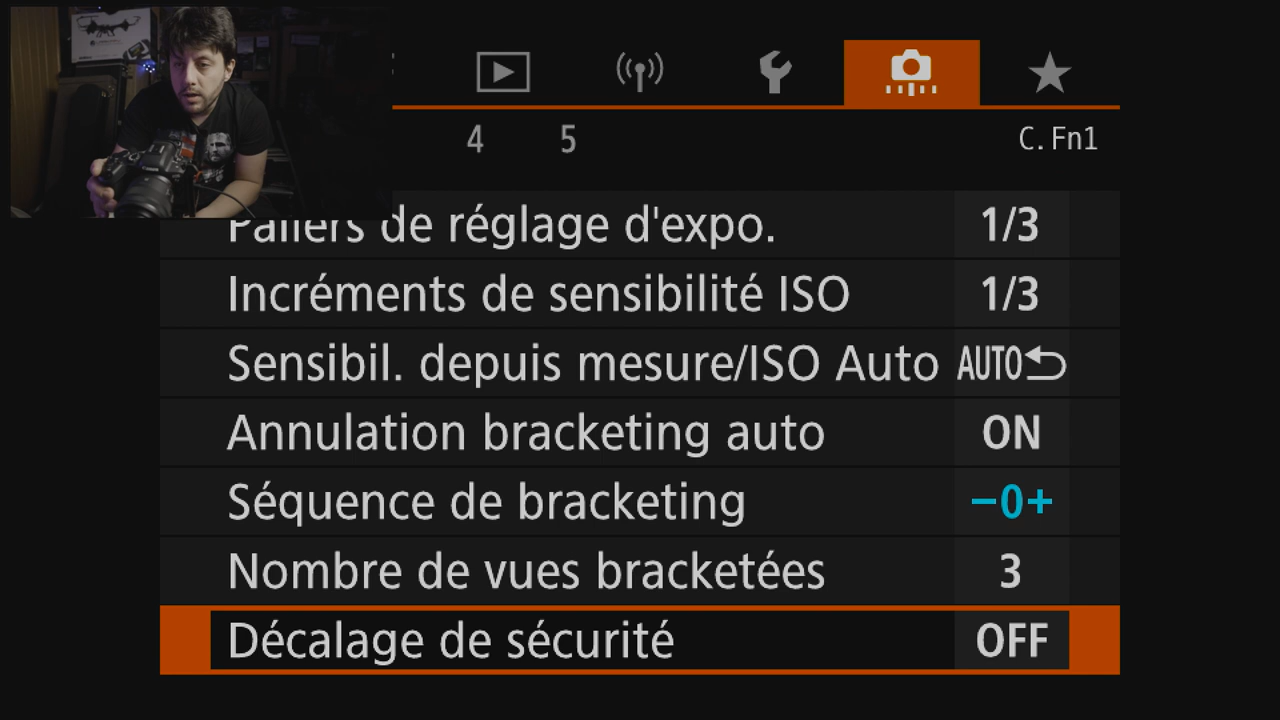 4 5
C.Fn1
Paliers de réglage d'expo. 1/3
Incréments de sensibilité ISO 1/3
Sensibil. depuis mesure/ISO Auto AUTO
Annulation bracketing auto ON
Séquence de bracketing −0+
Nombre de vues bracketées 3
Décalage de sécurité OFF